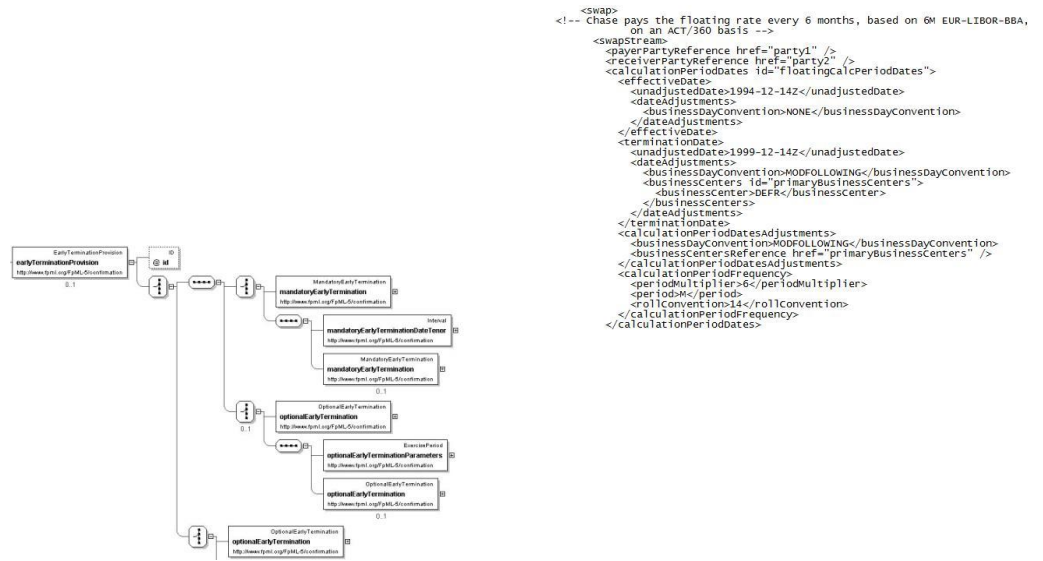 EarlyTerminationProvision
earlyTerminationProvision
http://www.fpml.org/FpML-5/confirmation
0..1
ID
@ id
MandatoryEarlyTermination
mandatoryEarlyTermination
http://www.fpml.org/FpML-5/confirmation
Interval
mandatoryEarlyTerminationDateTenor
http://www.fpml.org/FpML-5/confirmation
MandatoryEarlyTermination
mandatoryEarlyTermination
http://www.fpml.org/FpML-5/confirmation
0..1
0..1
OptionalEarlyTermination
optionalEarlyTermination
http://www.fpml.org/FpML-5/confirmation
ExercisePeriod
optionalEarlyTerminationParameters
http://www.fpml.org/FpML-5/confirmation
OptionalEarlyTermination
optionalEarlyTermination
http://www.fpml.org/FpML-5/confirmation
0..1
OptionalEarlyTermination
optionalEarlyTermination
http://www.fpml.org/FpML-5/confirmation
<swap>
<!-- Chase pays the floating rate every 6 months, based on 6M EUR-LIBOR-BBA,
on an ACT/360 basis -->
<swapStream>
<payerPartyReference href="party1" />
<receiverPartyReference href="party2" />
<calculationPeriodDates id="floatingCalcPeriodDates">
<effectiveDate>
<unadjustedDate>1994-12-14Z</unadjustedDate>
<dateAdjustments>
<businessDayConvention>NONE</businessDayConvention>
</dateAdjustments>
</effectiveDate>
<terminationDate>
<unadjustedDate>1999-12-14Z</unadjustedDate>
<dateAdjustments>
<businessDayConvention>MODFOLLOWING</businessDayConvention>
<businessCenters id="primaryBusinessCenters">
<businessCenter>DEFR</businessCenter>
</businessCenters>
</dateAdjustments>
</terminationDate>
<calculationPeriodDatesAdjustments>
<businessDayConvention>MODFOLLOWING</businessDayConvention>
<businessCentersReference href="primaryBusinessCenters" />
</calculationPeriodDatesAdjustments>
<calculationPeriodFrequency>
<periodMultiplier>6</periodMultiplier>
<period>M</period>
<rollConvention>14</rollConvention>
</calculationPeriodFrequency>
</calculationPeriodDates>